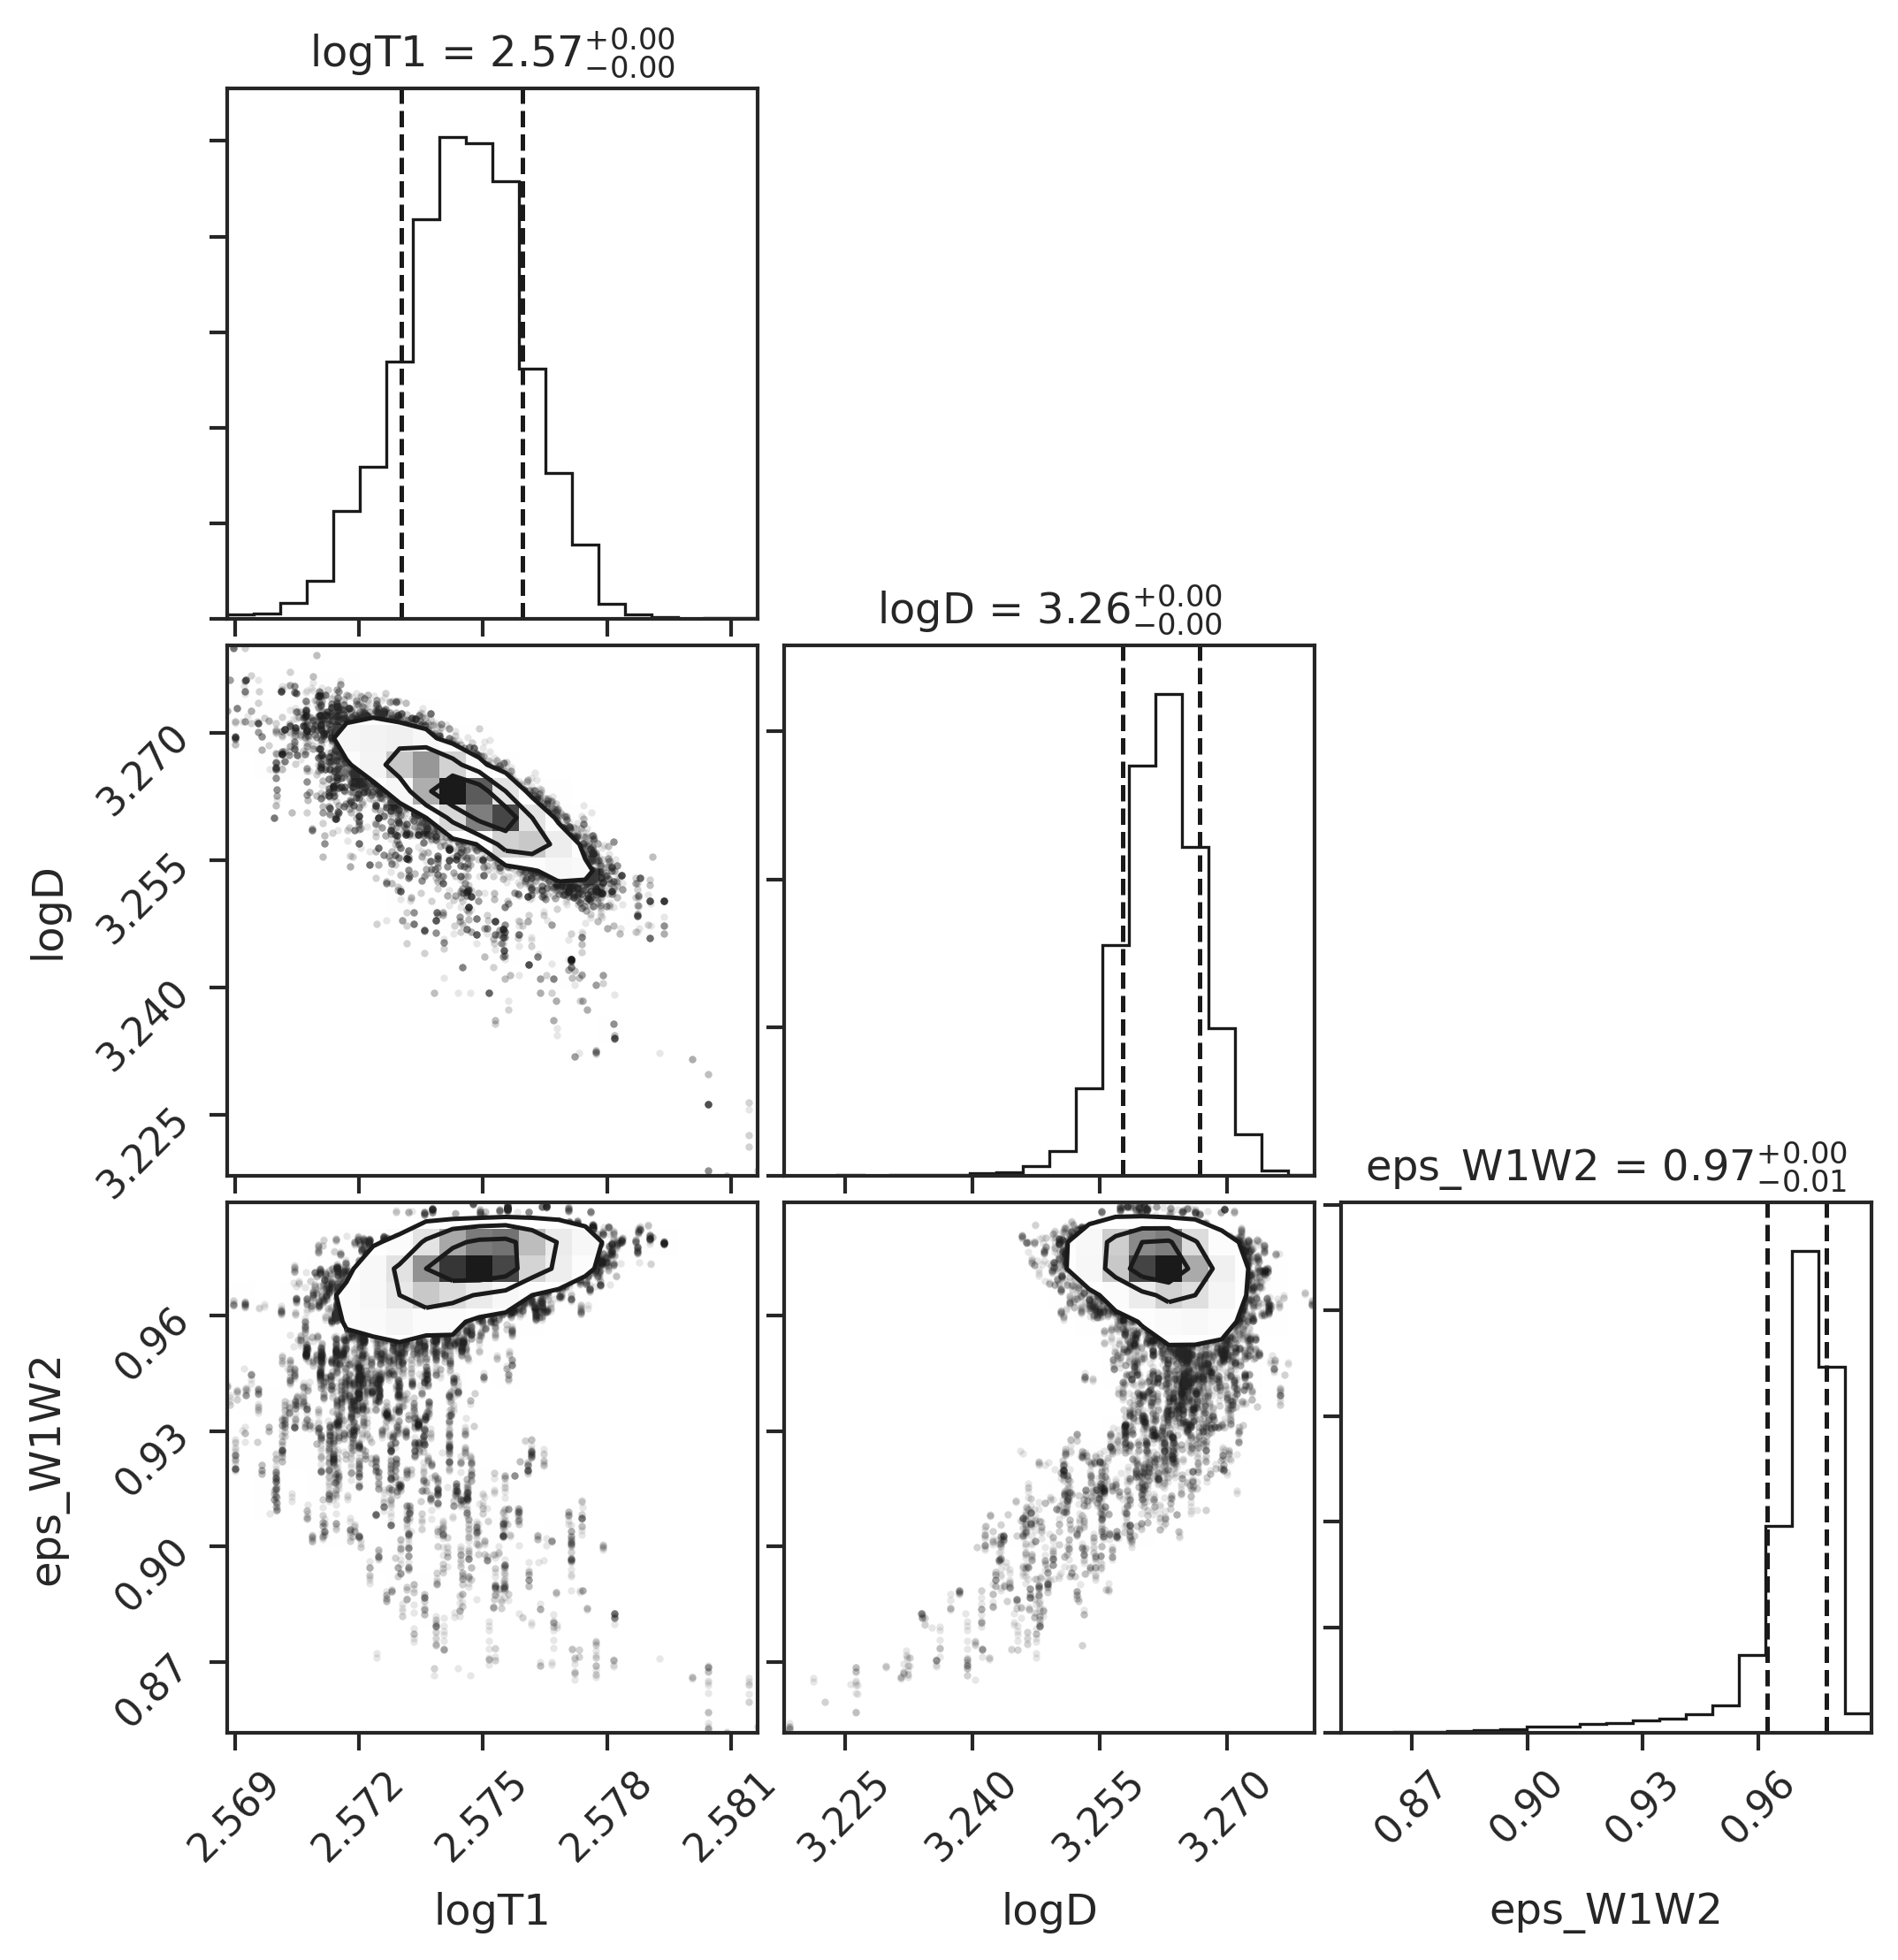 logT1 = 2.57+0.00 −0.00
logD = 3.26+0.00 −0.00
3.270
3.255
3.240
3.225
logD
eps_W1W2 = 0.97+0.00 −0.01
0.96
0.93
0.90
0.87
eps_W1W2
2.569 2.572 2.575 2.578 2.581
3.225 3.240 3.255 3.270
0.87 0.90 0.93 0.96
logT1 logD eps_W1W2